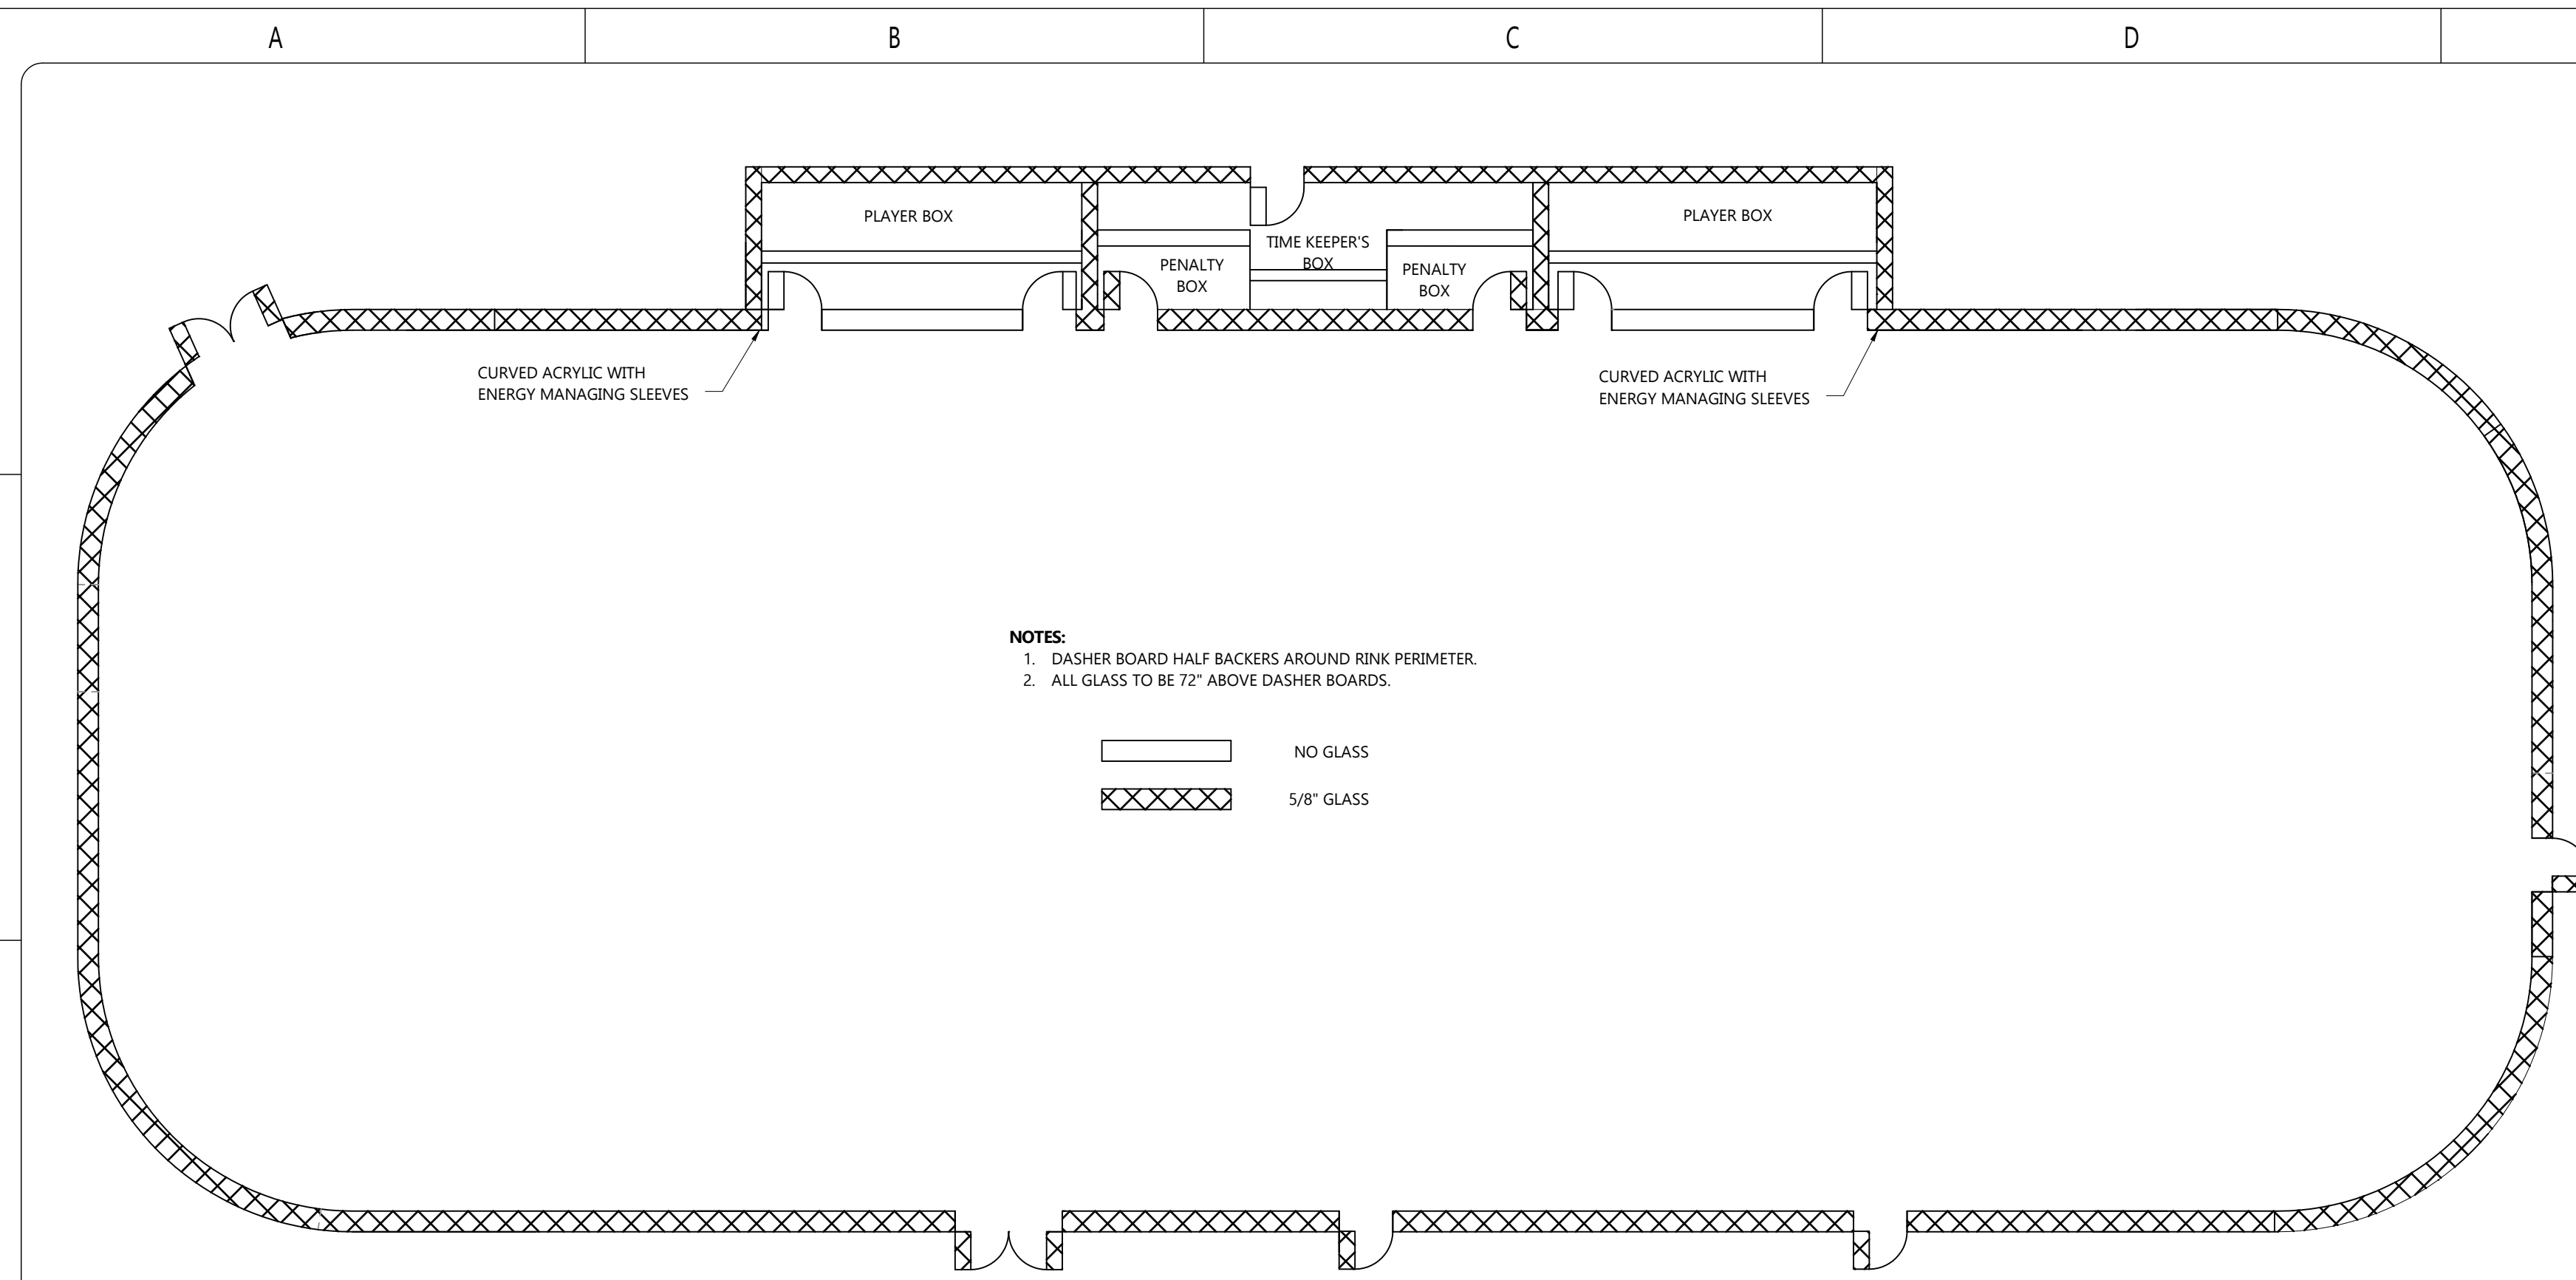 A
B
C
D
PLAYER BOX
PLAYER BOX
TIME KEEPER'S
BOX
PENALTY
BOX
PENALTY
BOX
CURVED ACRYLIC WITH
ENERGY MANAGING SLEEVES
CURVED ACRYLIC WITH
ENERGY MANAGING SLEEVES
NOTES:
1. DASHER BOARD HALF BACKERS AROUND RINK PERIMETER.
2. ALL GLASS TO BE 72" ABOVE DASHER BOARDS.
NO GLASS
5/8" GLASS